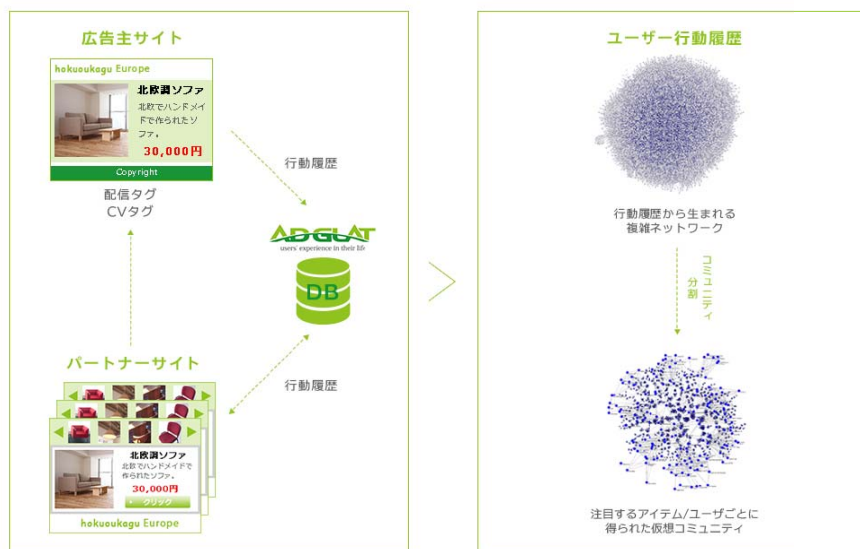 広告主サイト
hokuoukagu Europe
北欧調ソファ
北欧でハンドメイ
ドで作られたソ
ファ。
30,000円
Copyright
配信タグ
CVタグ
行動履歴
ADGLAT
users' experience in their life
DB
パートナーサイト
行動履歴
北欧調ソファ
北欧でハンドメイドで
作られたソファ。
30,000円
クリック
hokuoukagu Europe
ユーザー行動履歴
行動履歴から生まれる
複雑ネットワーク
コミュニティ
分割
注目するアイテム/ユーザごとに
得られた仮想コミュニティ